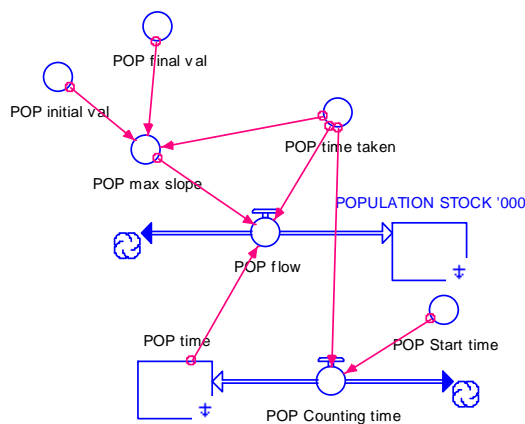 POP final val
POP initial val
POP time taken
POP max slope
POPULATION STOCK '000
POP flow
POP time
POP Start time
POP Counting time